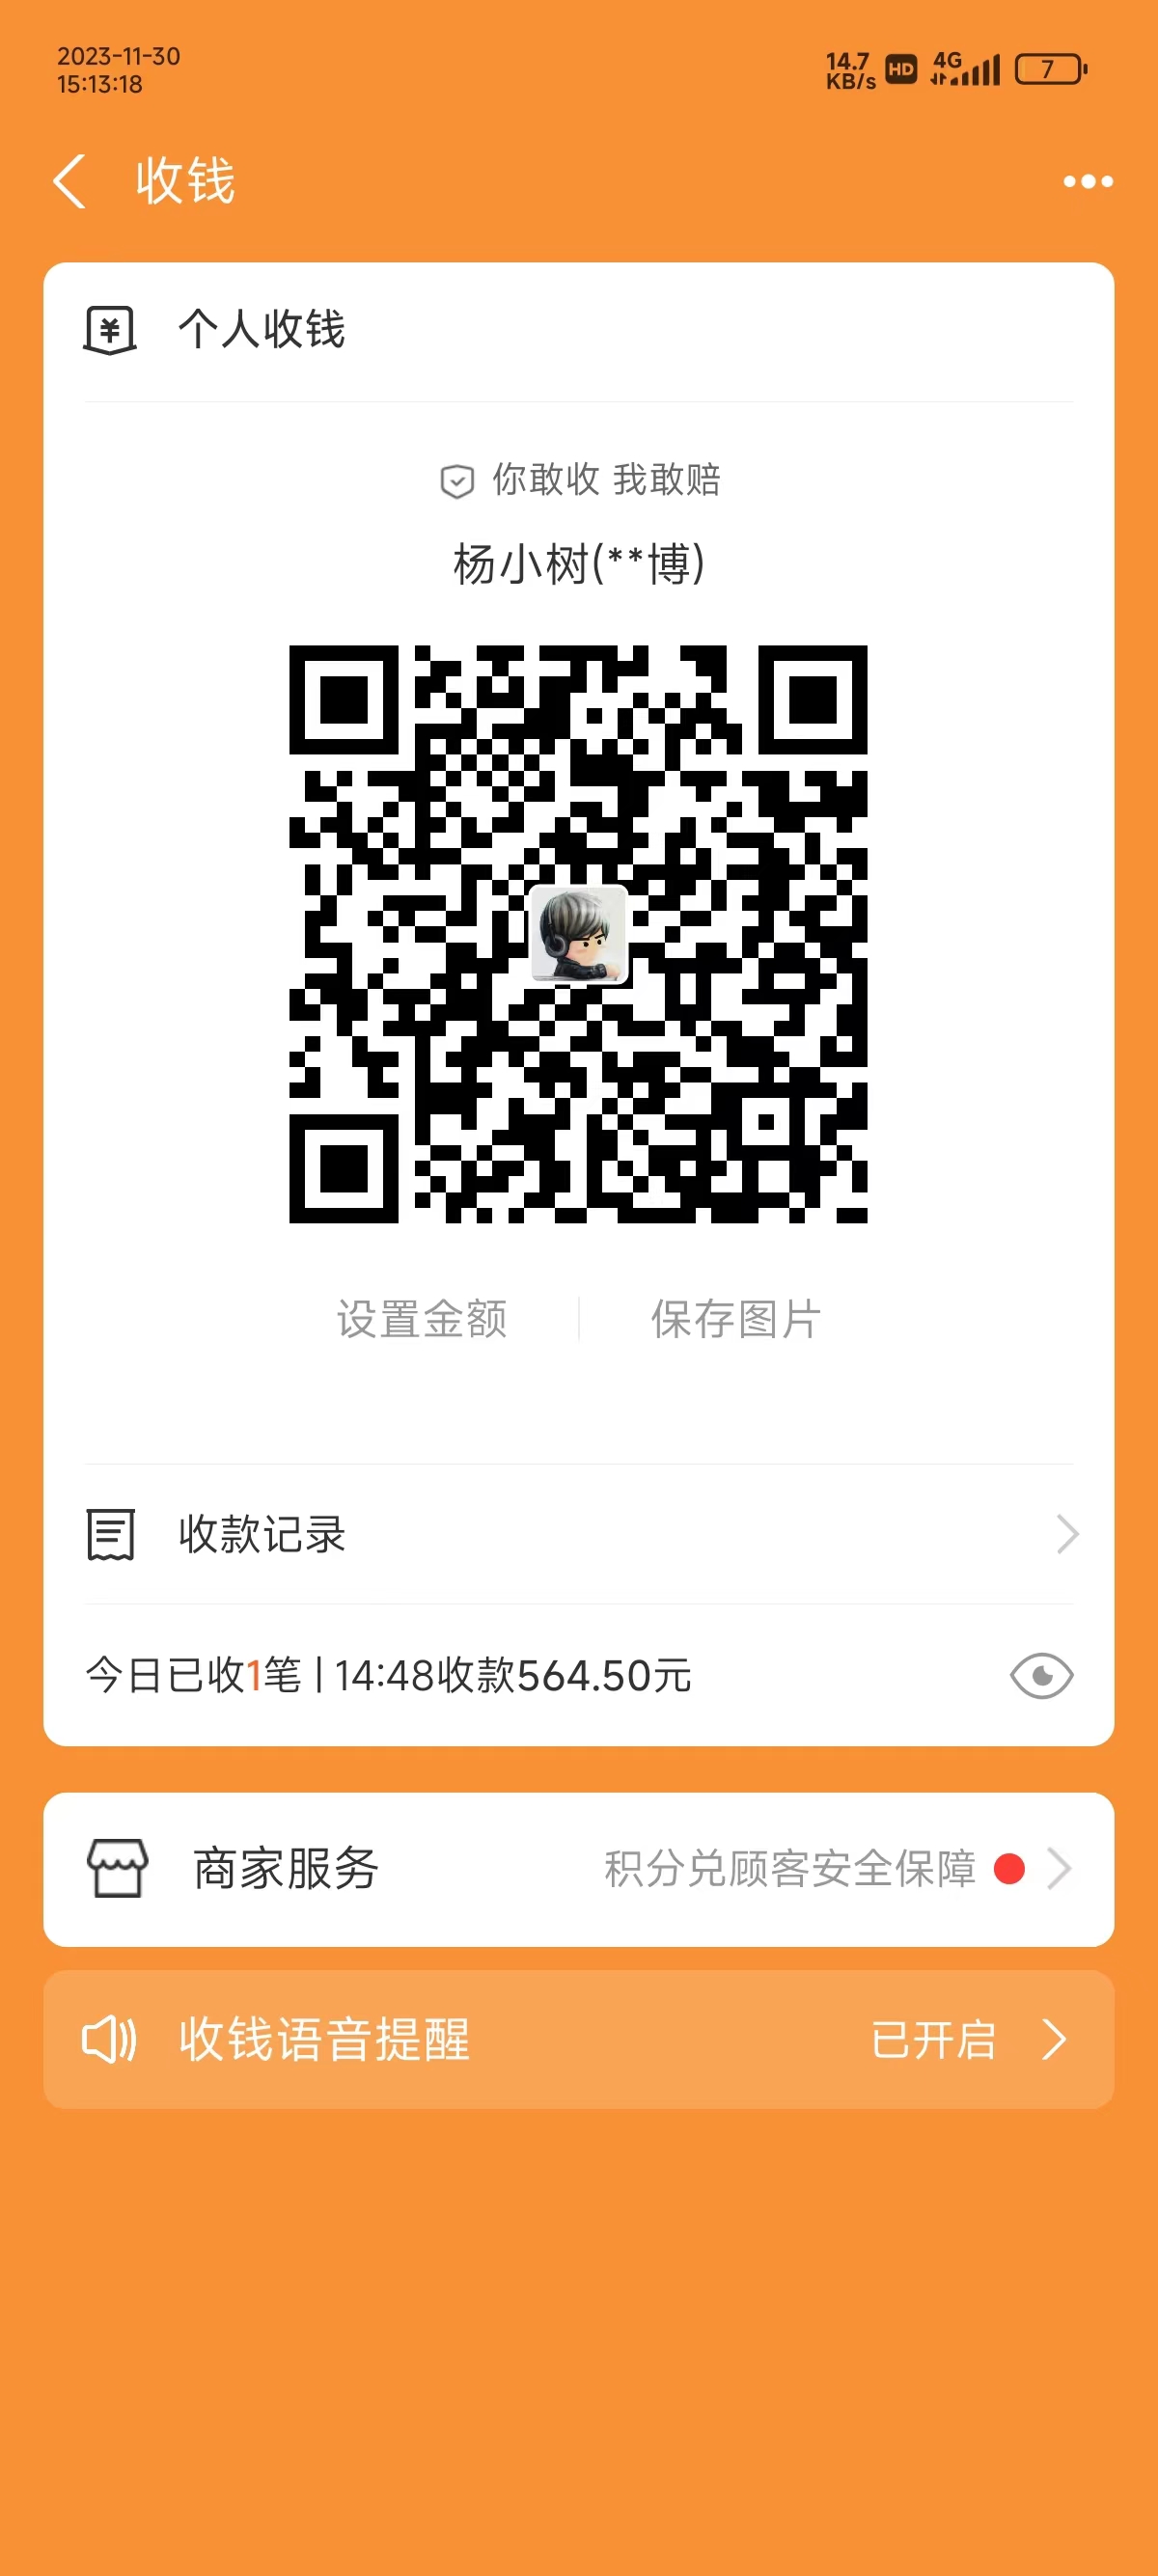 2023-11-30
15:13:18
14.7
KB/s
HD
4G
7
收钱
个人收钱
你敢收 我敢赔
杨小树(**博)
设置金额
保存图片
收款记录
今日已收1笔 | 14:48收款564.50元
商家服务
积分兑顾客安全保障
收钱语音提醒
已开启